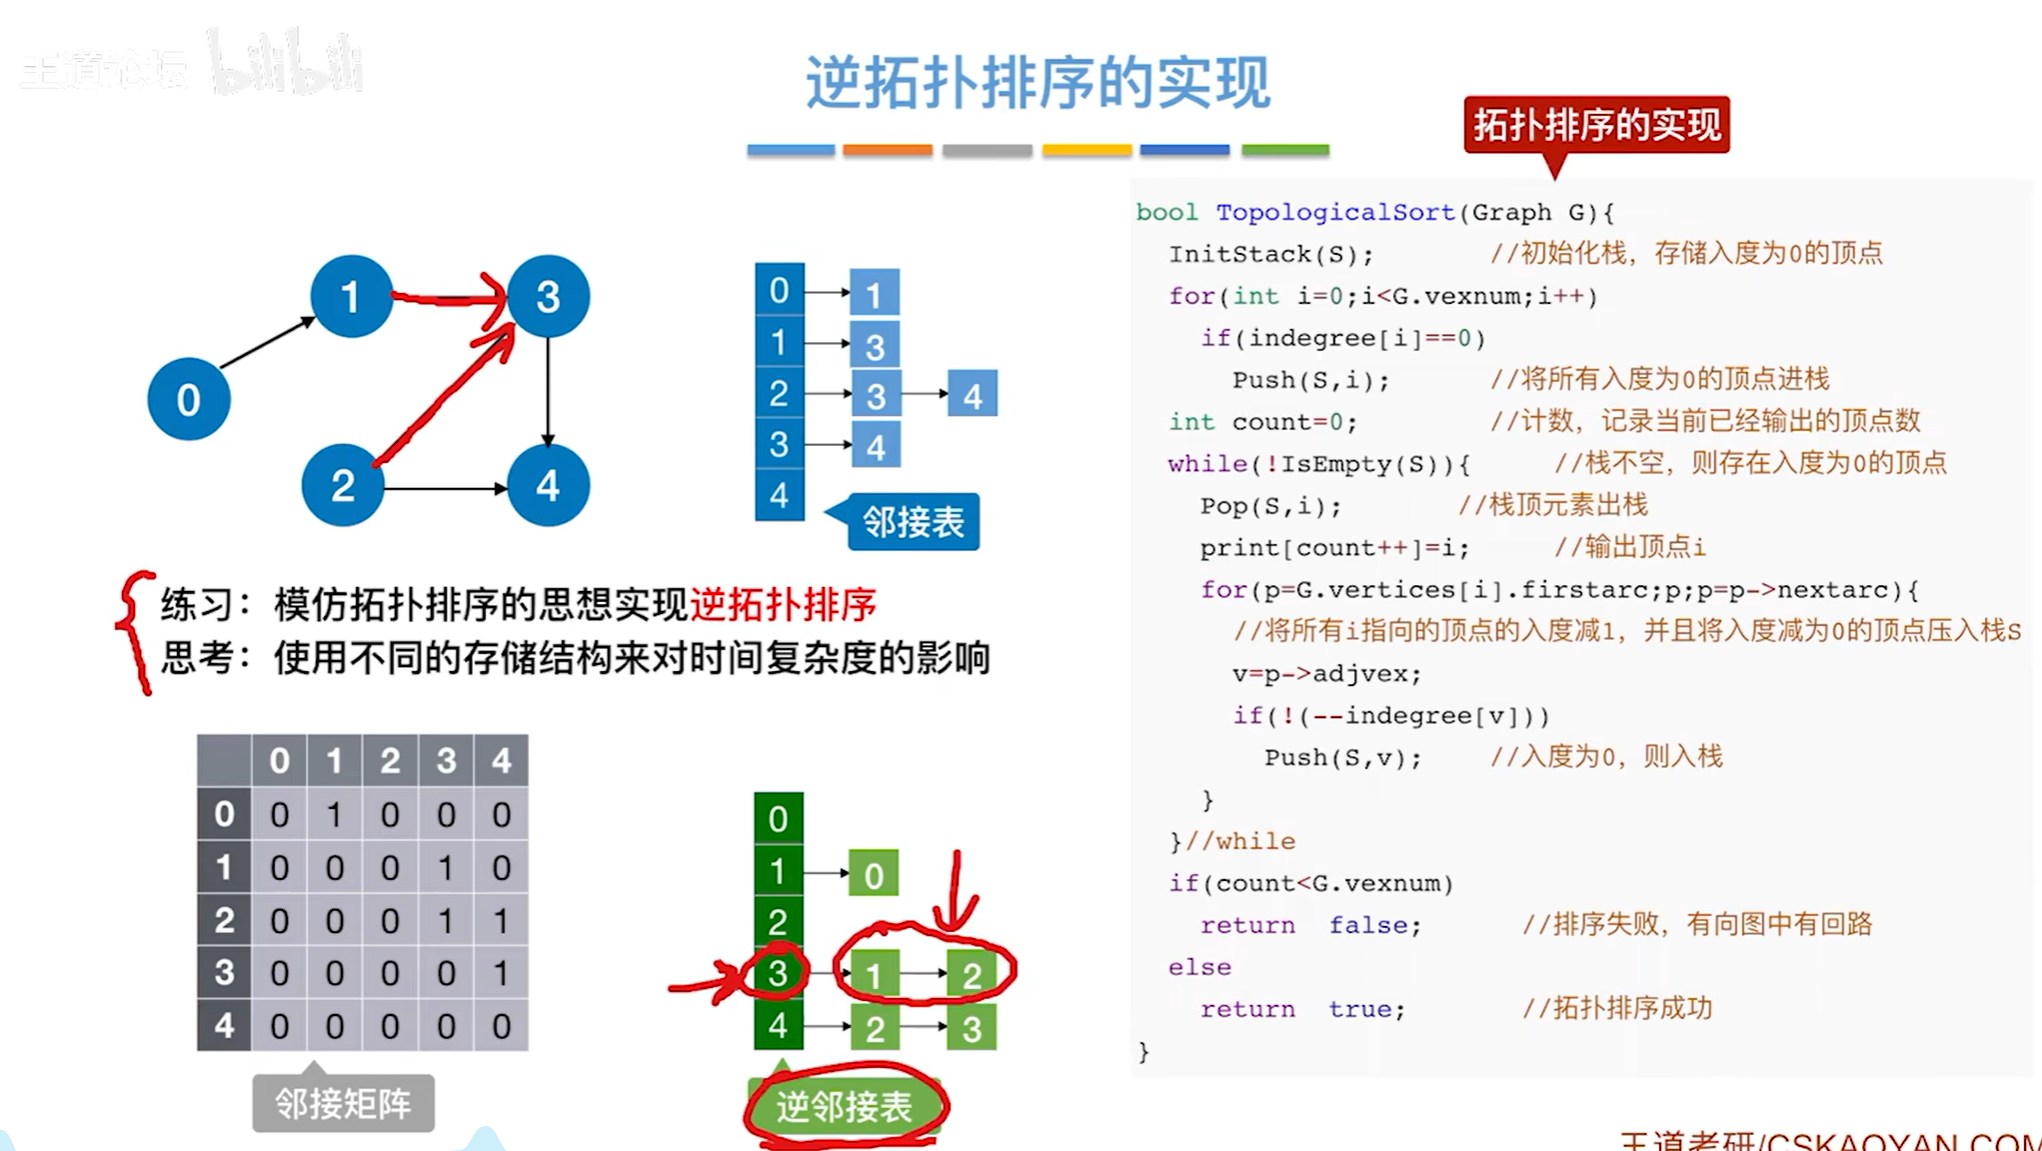 王道论坛 bilibili
逆拓扑排序的实现
拓扑排序的实现
1
3
0
2
4
0 1
1 3
2 3 4
3 4
4
邻接表
练习：模仿拓扑排序的思想实现逆拓扑排序
思考：使用不同的存储结构来对时间复杂度的影响
0 1 2 3 4
0 0 1 0 0 0
1 0 0 0 1 0
2 0 0 0 1 1
3 0 0 0 0 1
4 0 0 0 0 0
邻接矩阵
0
1 0
2
3 1 2
4 2 3
逆邻接表
bool TopologicalSort(Graph G){
InitStack(S); //初始化栈，存储入度为0的顶点
for(int i=0;i<G.vexnum;i++)
if(indegree[i]==0)
Push(S,i); //将所有入度为0的顶点进栈
int count=0; //计数，记录当前已经输出的顶点数
while(!IsEmpty(S)){ //栈不空，则存在入度为0的顶点
Pop(S,i); //栈顶元素出栈
print[count++]=i; //输出顶点i
for(p=G.vertices[i].firstarc;p;p=p->nextarc){
//将所有i指向的顶点的入度减1，并且将入度减为0的顶点压入栈S
v=p->adjvex;
if(!(--indegree[v]))
Push(S,v); //入度为0，则入栈
}
}//while
if(count<G.vexnum)
return false; //排序失败，有向图中有回路
else
return true; //拓扑排序成功
}
王道考研/CSKAOYAN.COM